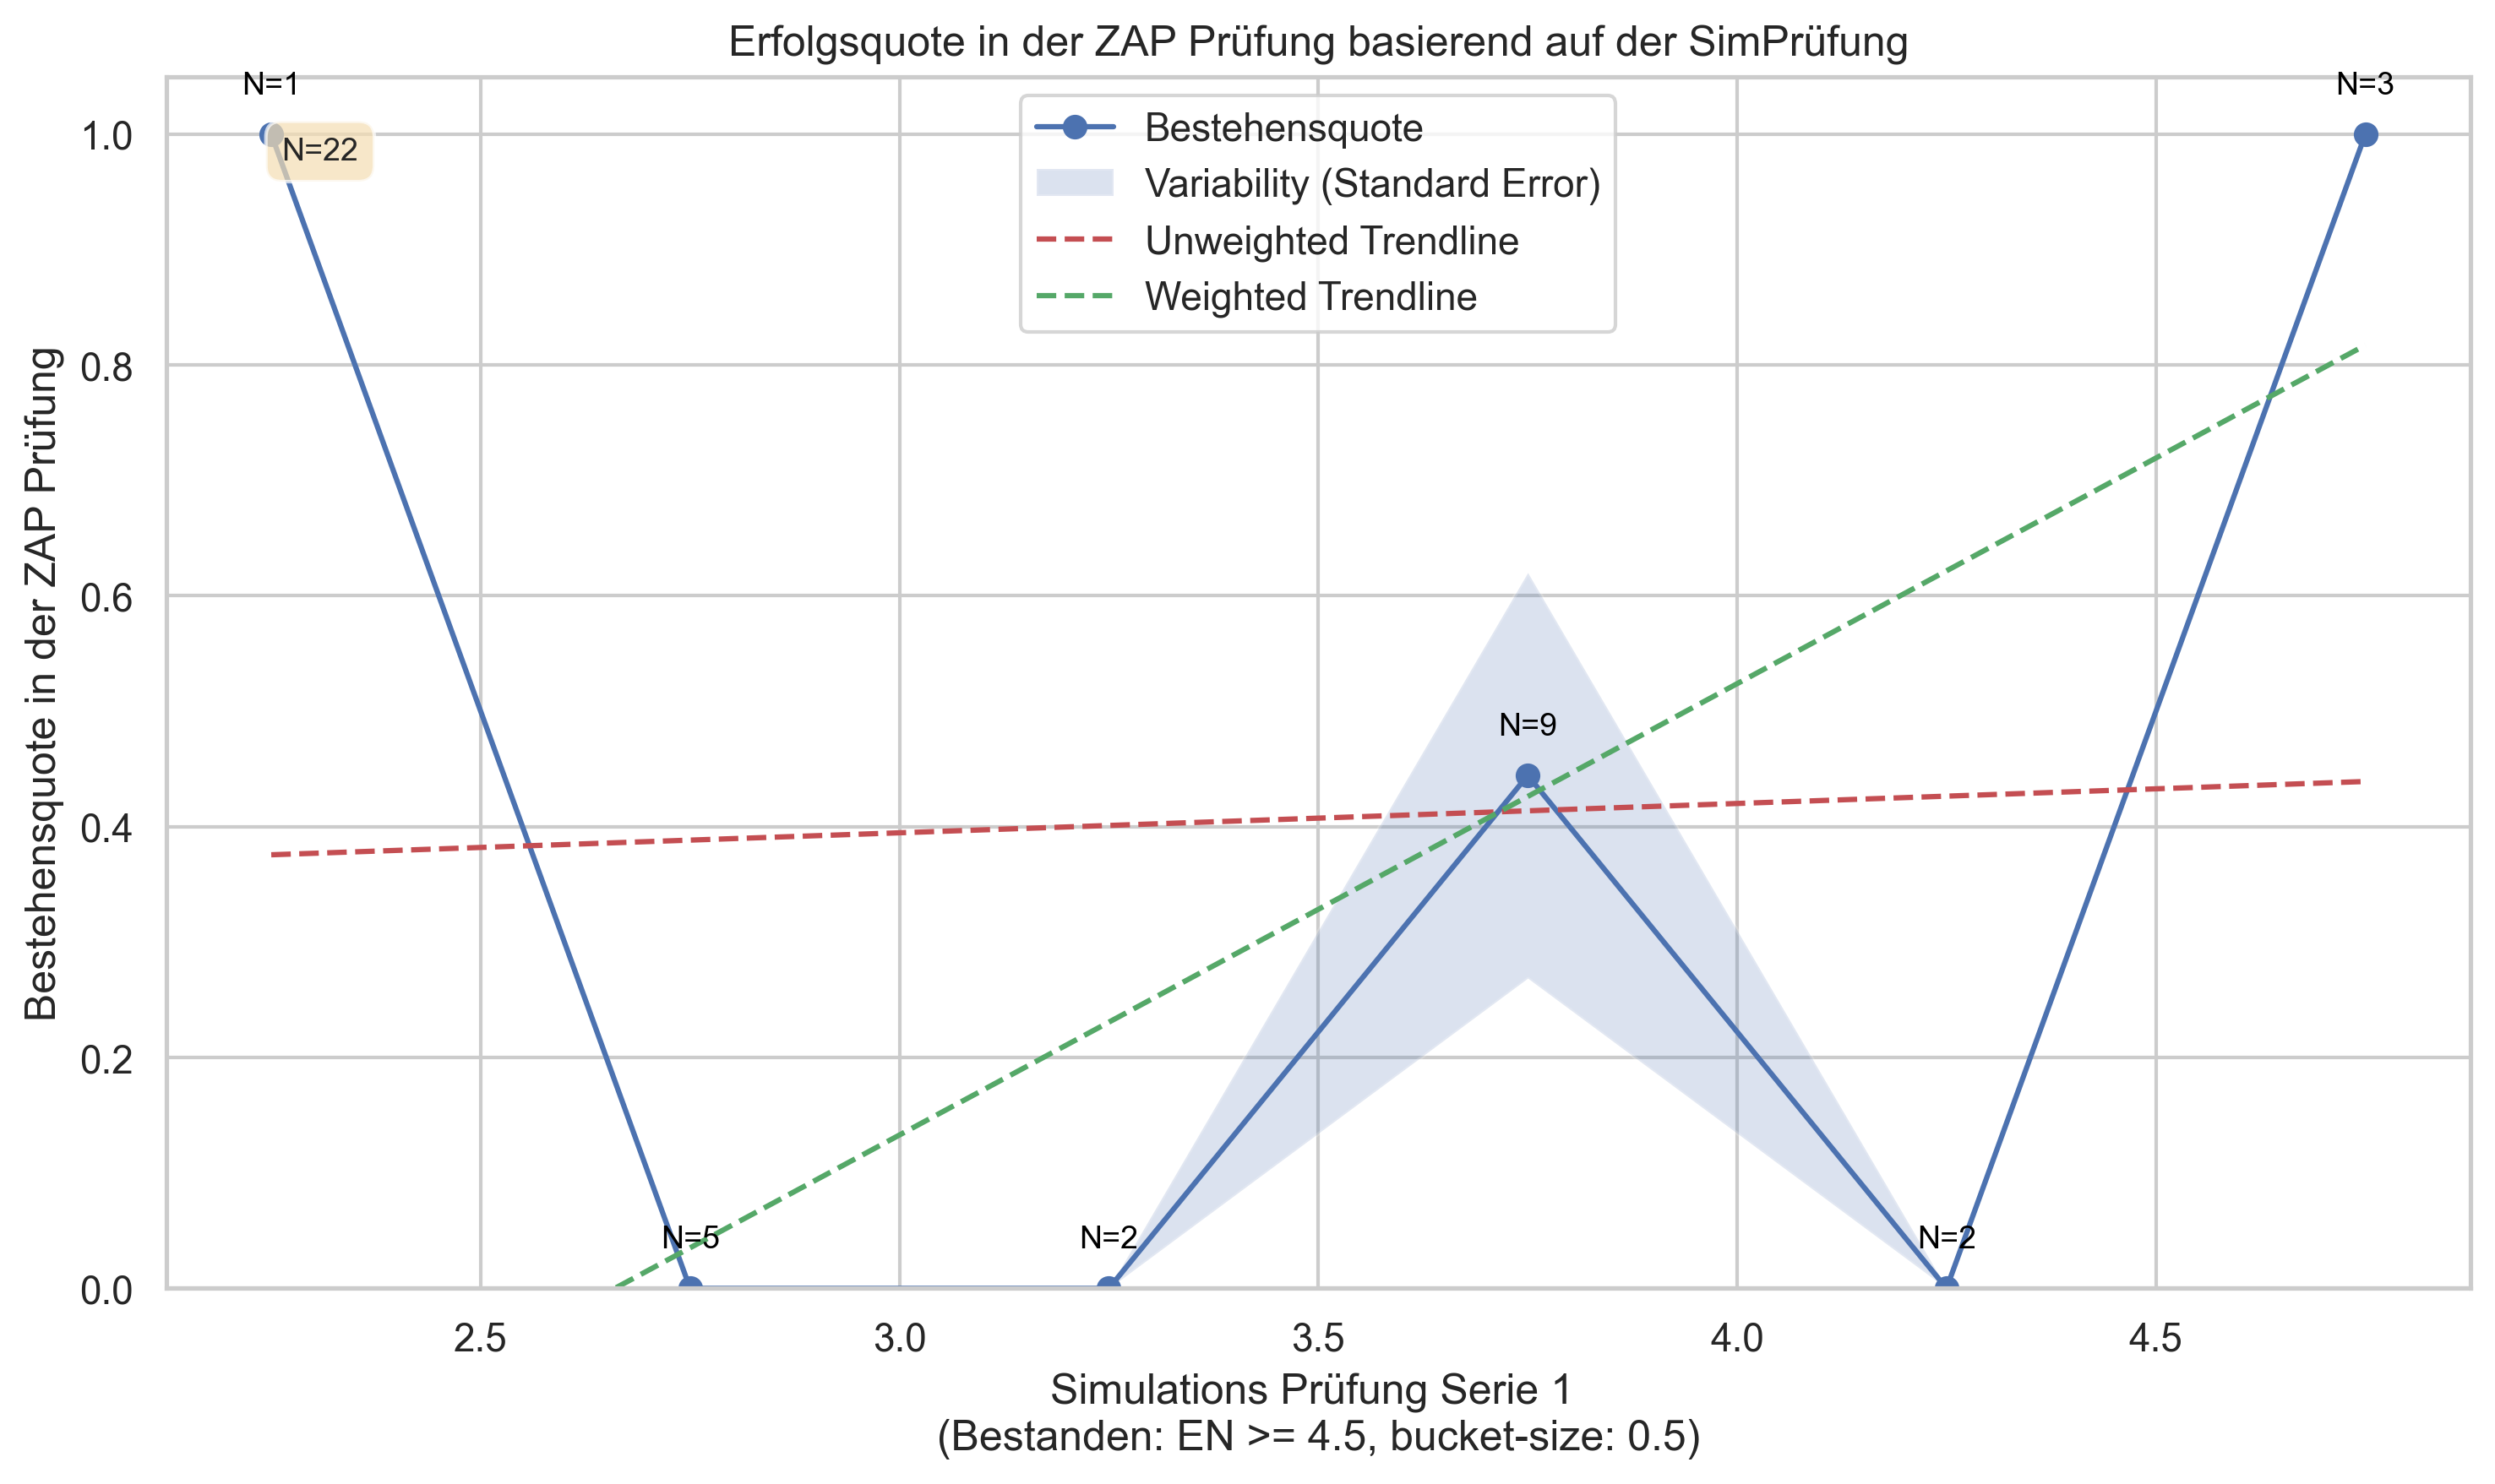 Erfolgsquote in der ZAP Prüfung basierend auf der SimPrüfung
N=1
N=3
N=22
Bestehensquote
Variability (Standard Error)
Unweighted Trendline
Weighted Trendline
N=9
N=5
N=2
N=2
Bestehensquote in der ZAP Prüfung
1.0
0.8
0.6
0.4
0.2
0.0
2.5
3.0
3.5
4.0
4.5
Simulations Prüfung Serie 1
(Bestanden: EN >= 4.5, bucket-size: 0.5)